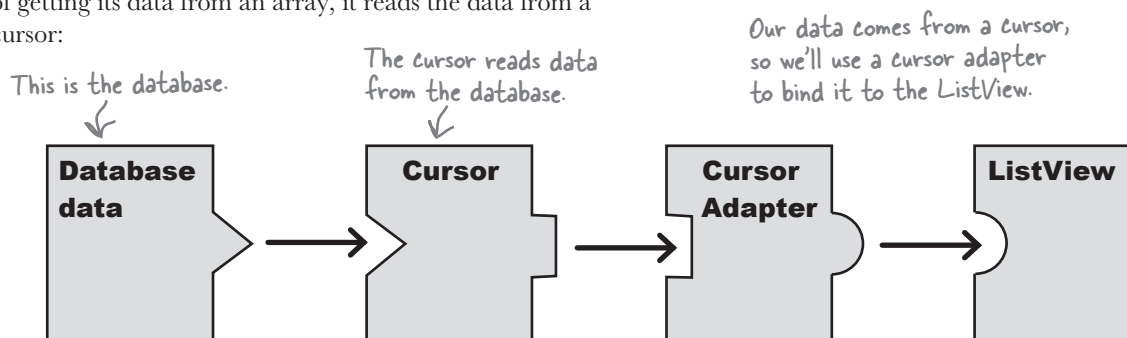 of getting its data from an array, it reads the data from a
cursor:
This is the database.
The cursor reads data
from the database.
Our data comes from a cursor,
so we'll use a cursor adapter
to bind it to the ListView.
Database
data
Cursor
Cursor
Adapter
ListView